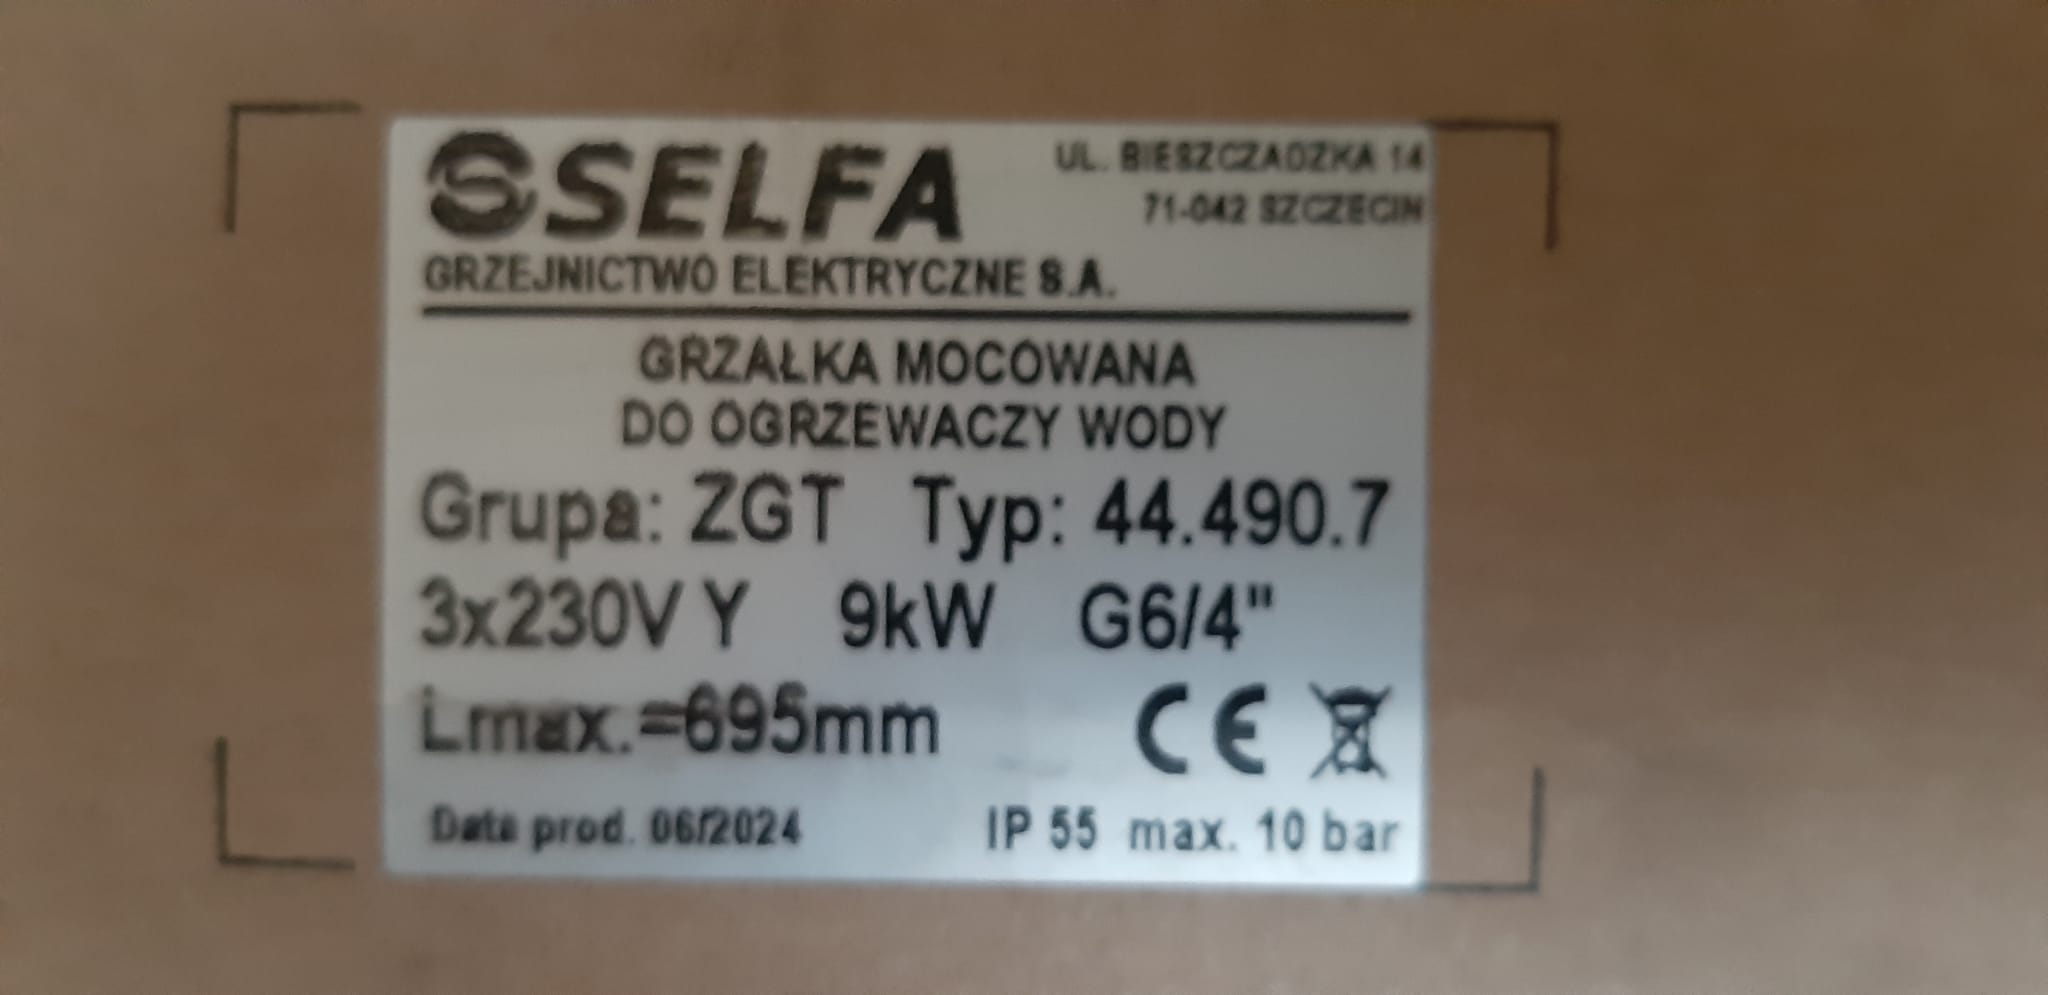 SELFA
UL. BIESZCZADZKA 14
71-042 SZCZECIN
GRZEJNICTWO ELEKTRYCZNE S.A.
GRZAŁKA MOCOWANA
DO OGRZEWACZY WODY
Grupa: ZGT Typ: 44.490.7
3x230V Y 9kW G6/4"
Lmax.=695mm CE
Data prod. 06/2024 IP 55 max. 10 bar